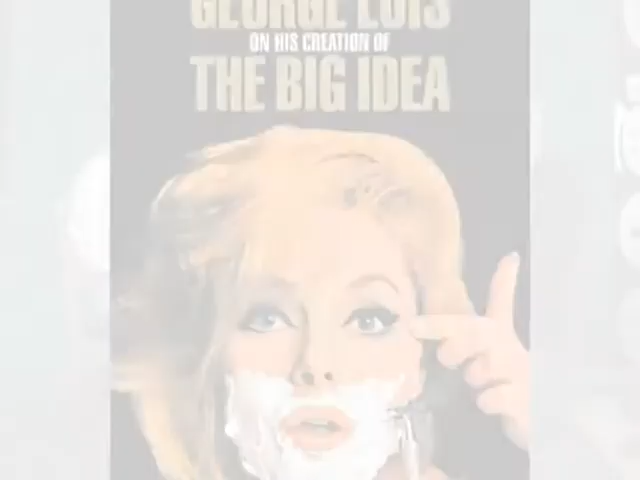 GEORGE LOIS
ON HIS CREATION OF
THE BIG IDEA